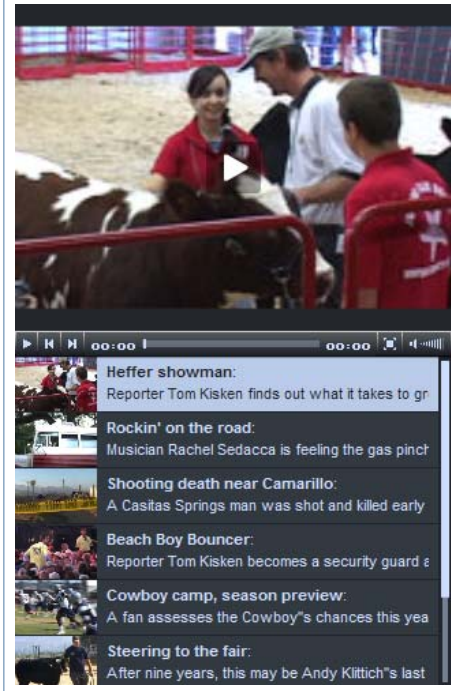 00:00 00:00
Heffer showman:
Reporter Tom Kisken finds out what it takes to gr
Rockin' on the road:
Musician Rachel Sedacca is feeling the gas pinch
Shooting death near Camarillo:
A Casitas Springs man was shot and killed early
Beach Boy Bouncer:
Reporter Tom Kisken becomes a security guard a
Cowboy camp, season preview:
A fan assesses the Cowboy"s chances this yea
Steering to the fair:
After nine years, this may be Andy Klittich"s last